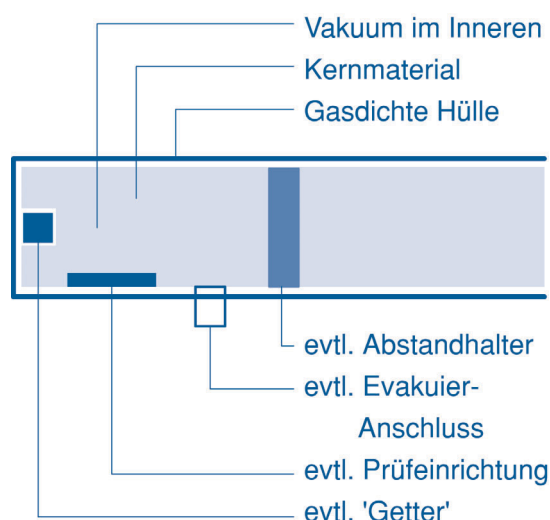 Vakuum im Inneren
Kernmaterial
Gasdichte Hülle
evtl. Abstandhalter
evtl. Evakuier-
Anschluss
evtl. Prüfeinrichtung
evtl. 'Getter'